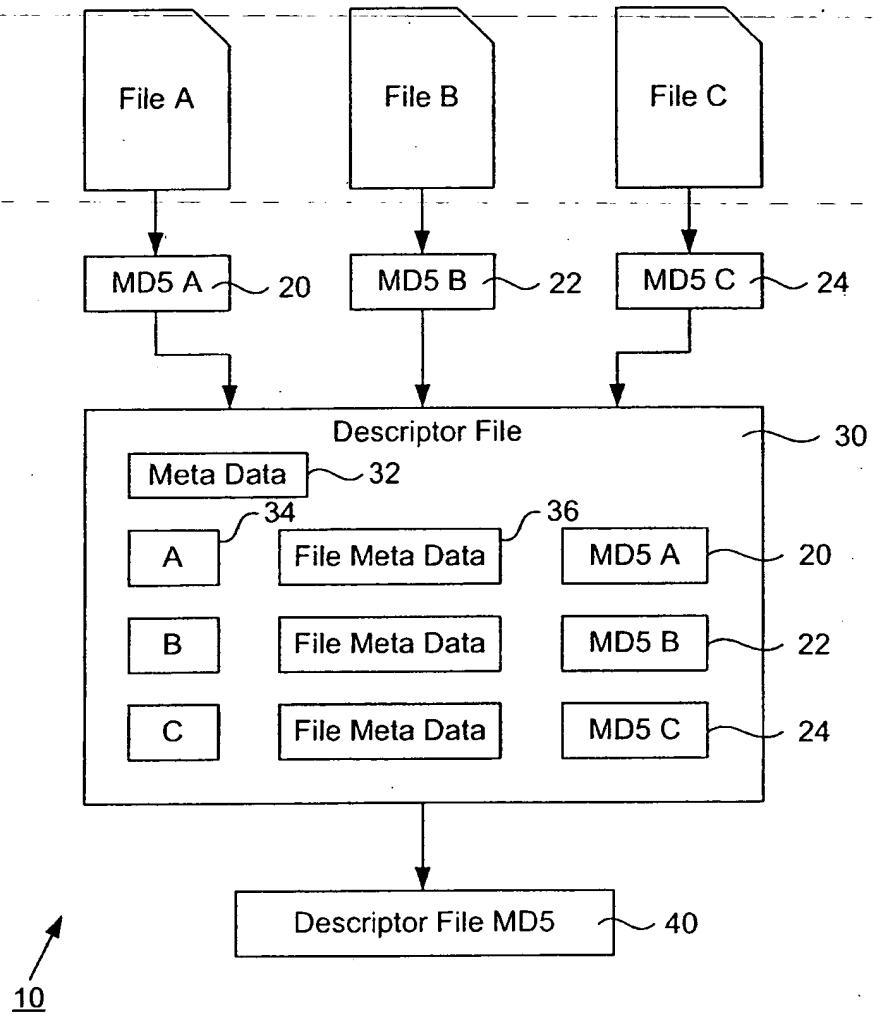 File A File B File C
MD5 A 20 MD5 B 22 MD5 C 24
Descriptor File 30
Meta Data 32
34 36
A File Meta Data MD5 A 20
B File Meta Data MD5 B 22
C File Meta Data MD5 C 24
Descriptor File MD5 40
10